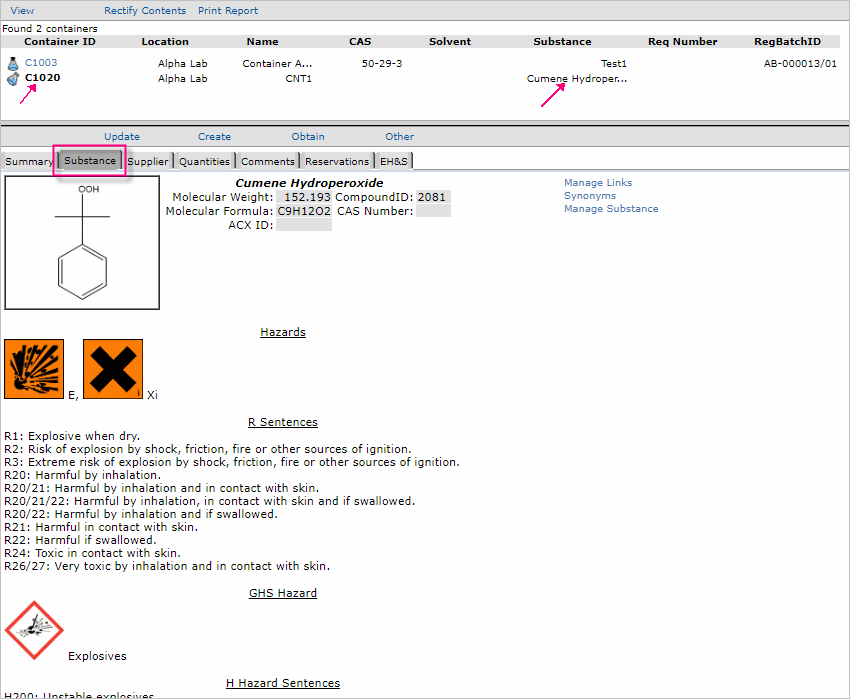 View Rectify Contents Print Report
Found 2 containers
Container ID Location Name CAS Solvent Substance Req Number RegBatchID
C1003 Alpha Lab Container A... 50-29-3 Test1 AB-000013/01
C1020 Alpha Lab CNT1 Cumene Hydroper...
Update Create Obtain Other
Summary Substance Supplier Quantities Comments Reservations EH&S
OOH
Cumene Hydroperoxide
Molecular Weight: 152.193 CompoundID: 2081
Molecular Formula: C9H12O2 CAS Number:
ACX ID:
Manage Links
Synonyms
Manage Substance
Hazards
E, i Xi
R Sentences
R1: Explosive when dry.
R2: Risk of explosion by shock, friction, fire or other sources of ignition.
R3: Extreme risk of explosion by shock, friction, fire or other sources of ignition.
R20: Harmful by inhalation.
R20/21: Harmful by inhalation and in contact with skin.
R20/21/22: Harmful by inhalation, in contact with skin and if swallowed.
R20/22: Harmful by inhalation and if swallowed.
R21: Harmful in contact with skin.
R22: Harmful if swallowed.
R24: Toxic in contact with skin.
R26/27: Very toxic by inhalation and in contact with skin.
GHS Hazard
Explosives
H Hazard Sentences
H200: Unstable explosives